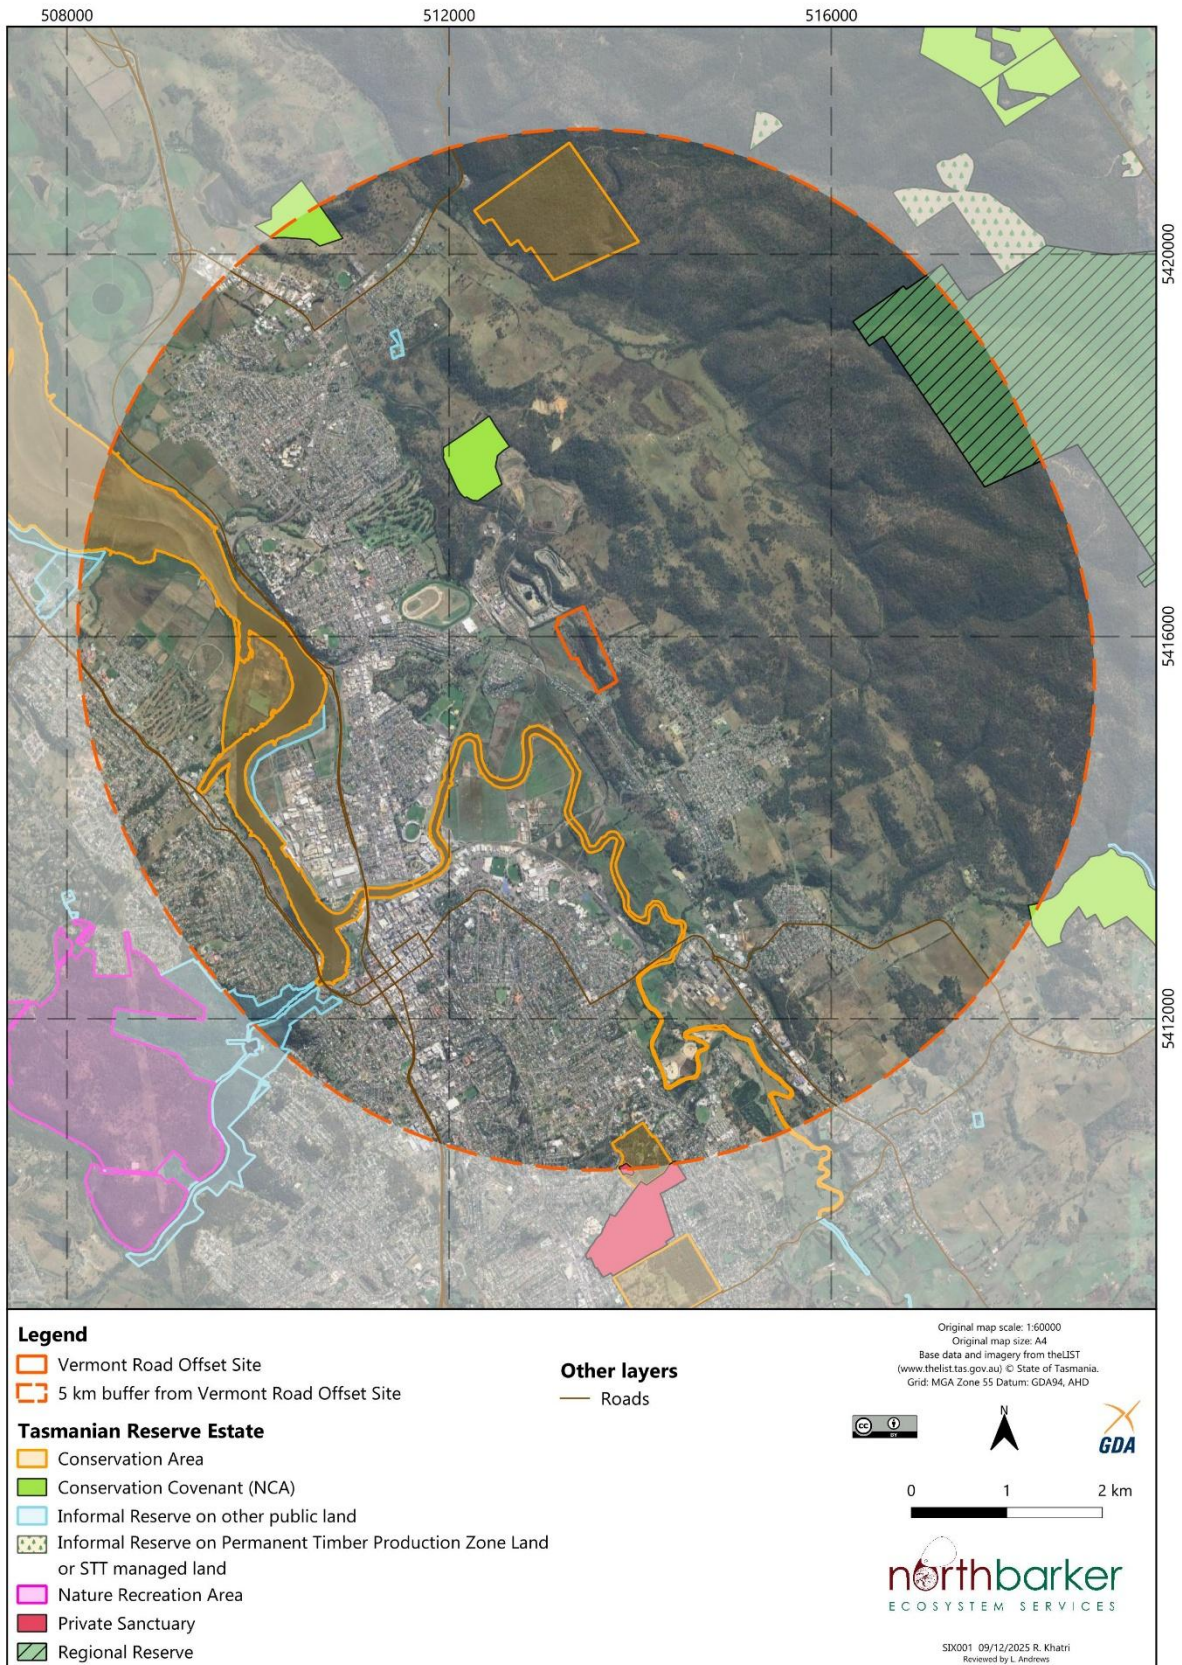 508000
512000
516000
5420000
5416000
5412000
Legend
Vermont Road Offset Site
5 km buffer from Vermont Road Offset Site
Tasmanian Reserve Estate
Conservation Area
Conservation Covenant (NCA)
Informal Reserve on other public land
Informal Reserve on Permanent Timber Production Zone Land
or STT managed land
Nature Recreation Area
Private Sanctuary
Regional Reserve
Other layers
Roads
Original map scale: 1:60000
Original map size: A4
Base data and imagery from theLIST
(www.thelist.tas.gov.au) © State of Tasmania.
Grid: MGA Zone 55 Datum: GDA94, AHD
cc
BY
N
GDA
0 1 2 km
northbarker
ECOSYSTEM SERVICES
SIX001 09/12/2025 R. Khatri
Reviewed by L. Andrews